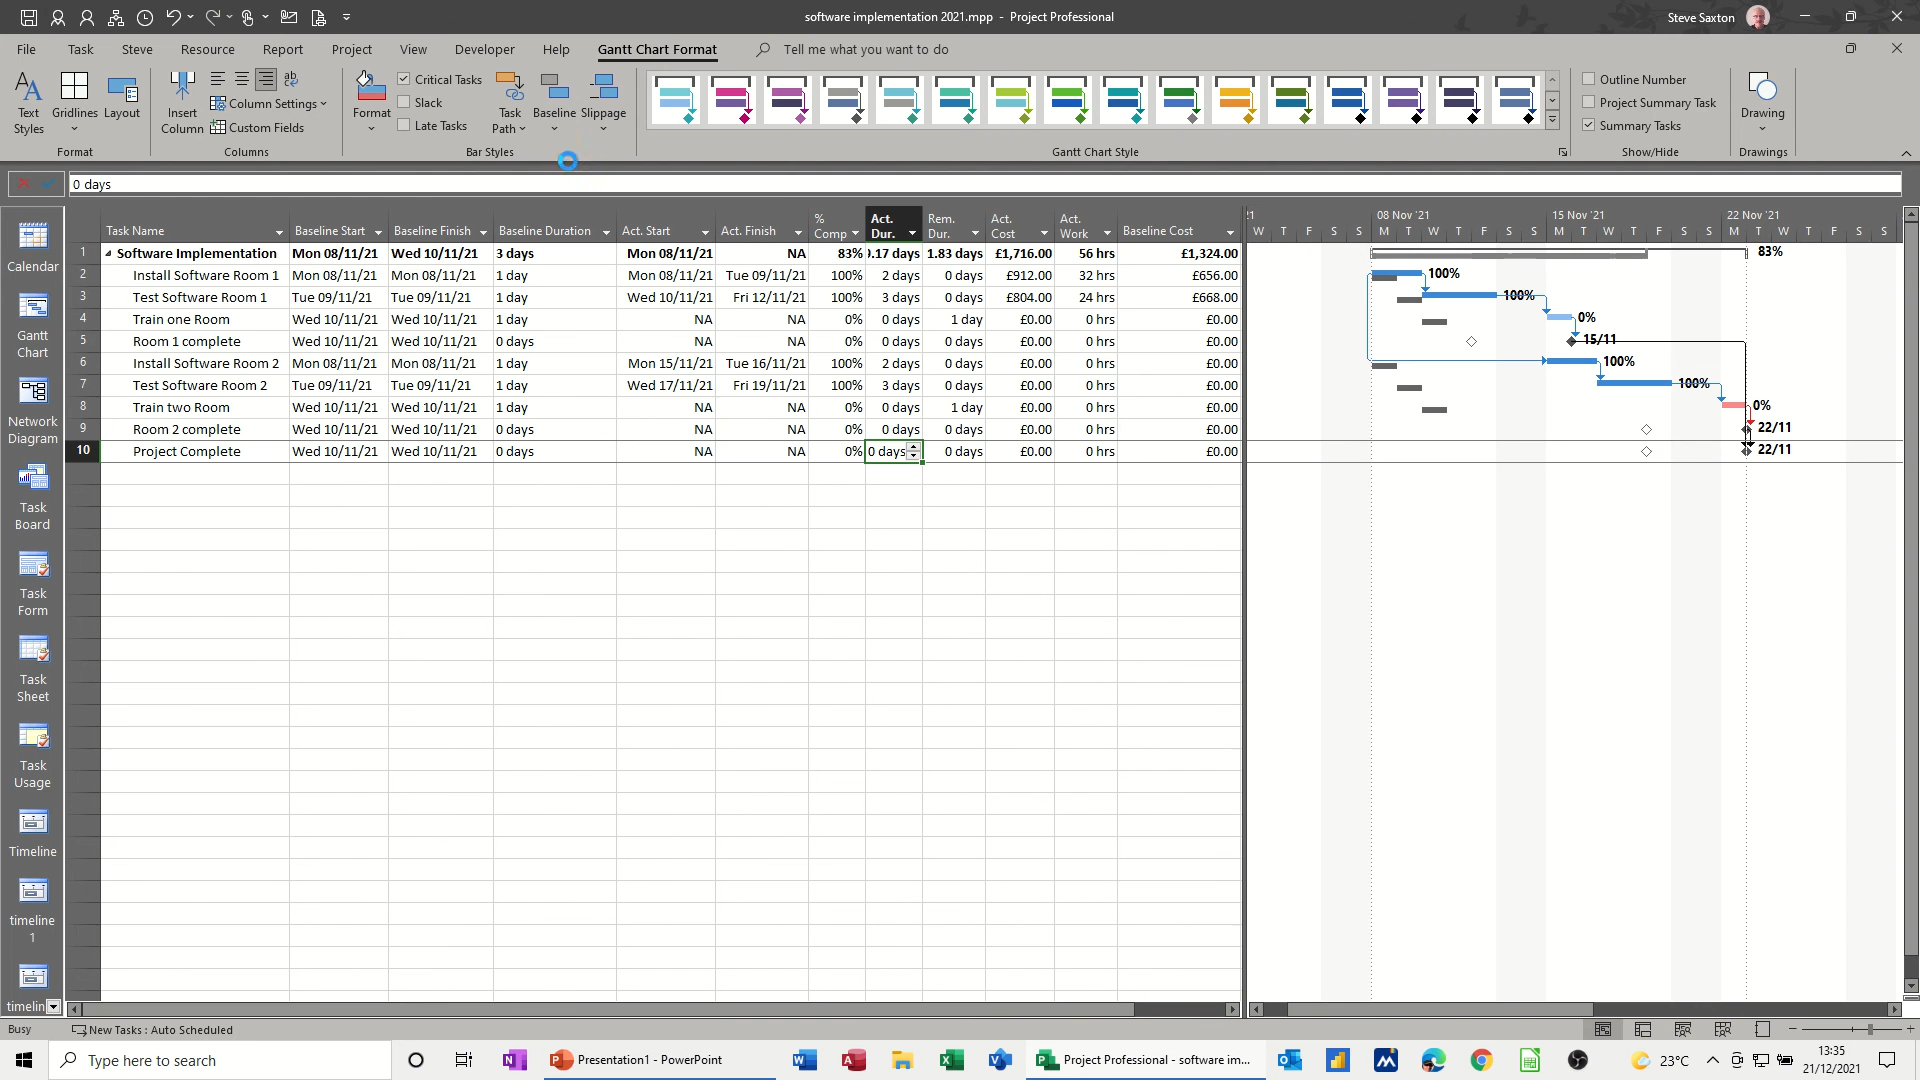 software implementation 2021.mpp - Project Professional
Steve Saxton
File Task Steve Resource Report Project View Developer Help Gantt Chart Format Tell me what you want to do
Text Styles
Gridlines
Layout
Format
Insert Column
Column Settings
Custom Fields
Columns
Format
Critical Tasks
Slack
Late Tasks
Task Path
Baseline
Slippage
Bar Styles
Gantt Chart Style
Outline Number
Project Summary Task
Summary Tasks
Show/Hide
Drawing
Drawings
0 days
Calendar
Gantt Chart
Network Diagram
Task Board
Task Form
Task Sheet
Task Usage
Timeline
timeline 1
timelin
Task Name Baseline Start Baseline Finish Baseline Duration Act. Start Act. Finish % Comp Act. Dur. Rem. Dur. Act. Cost Act. Work Baseline Cost
1 Software Implementation Mon 08/11/21 Wed 10/11/21 3 days Mon 08/11/21 NA 83% .17 days 1.83 days £1,716.00 56 hrs £1,324.00
2 Install Software Room 1 Mon 08/11/21 Mon 08/11/21 1 day Mon 08/11/21 Tue 09/11/21 100% 2 days 0 days £912.00 32 hrs £656.00
3 Test Software Room 1 Tue 09/11/21 Tue 09/11/21 1 day Wed 10/11/21 Fri 12/11/21 100% 3 days 0 days £804.00 24 hrs £668.00
4 Train one Room Wed 10/11/21 Wed 10/11/21 1 day NA NA 0% 0 days 1 day £0.00 0 hrs £0.00
5 Room 1 complete Wed 10/11/21 Wed 10/11/21 0 days NA NA 0% 0 days 0 days £0.00 0 hrs £0.00
6 Install Software Room 2 Mon 08/11/21 Mon 08/11/21 1 day Mon 15/11/21 Tue 16/11/21 100% 2 days 0 days £0.00 0 hrs £0.00
7 Test Software Room 2 Tue 09/11/21 Tue 09/11/21 1 day Wed 17/11/21 Fri 19/11/21 100% 3 days 0 days £0.00 0 hrs £0.00
8 Train two Room Wed 10/11/21 Wed 10/11/21 1 day NA NA 0% 0 days 1 day £0.00 0 hrs £0.00
9 Room 2 complete Wed 10/11/21 Wed 10/11/21 0 days NA NA 0% 0 days 0 days £0.00 0 hrs £0.00
10 Project Complete Wed 10/11/21 Wed 10/11/21 0 days NA NA 0% 0 days 0 days £0.00 0 hrs £0.00
21 08 Nov '21 15 Nov '21 22 Nov '21
W T F S S M T W T F S S M T W T F S S M T W T F S S
83%
100%
100%
0%
15/11
100%
100%
0%
22/11
22/11
Busy New Tasks : Auto Scheduled
Type here to search
Presentation1 - PowerPoint
Project Professional - software im...
23°C
13:35
21/12/2021